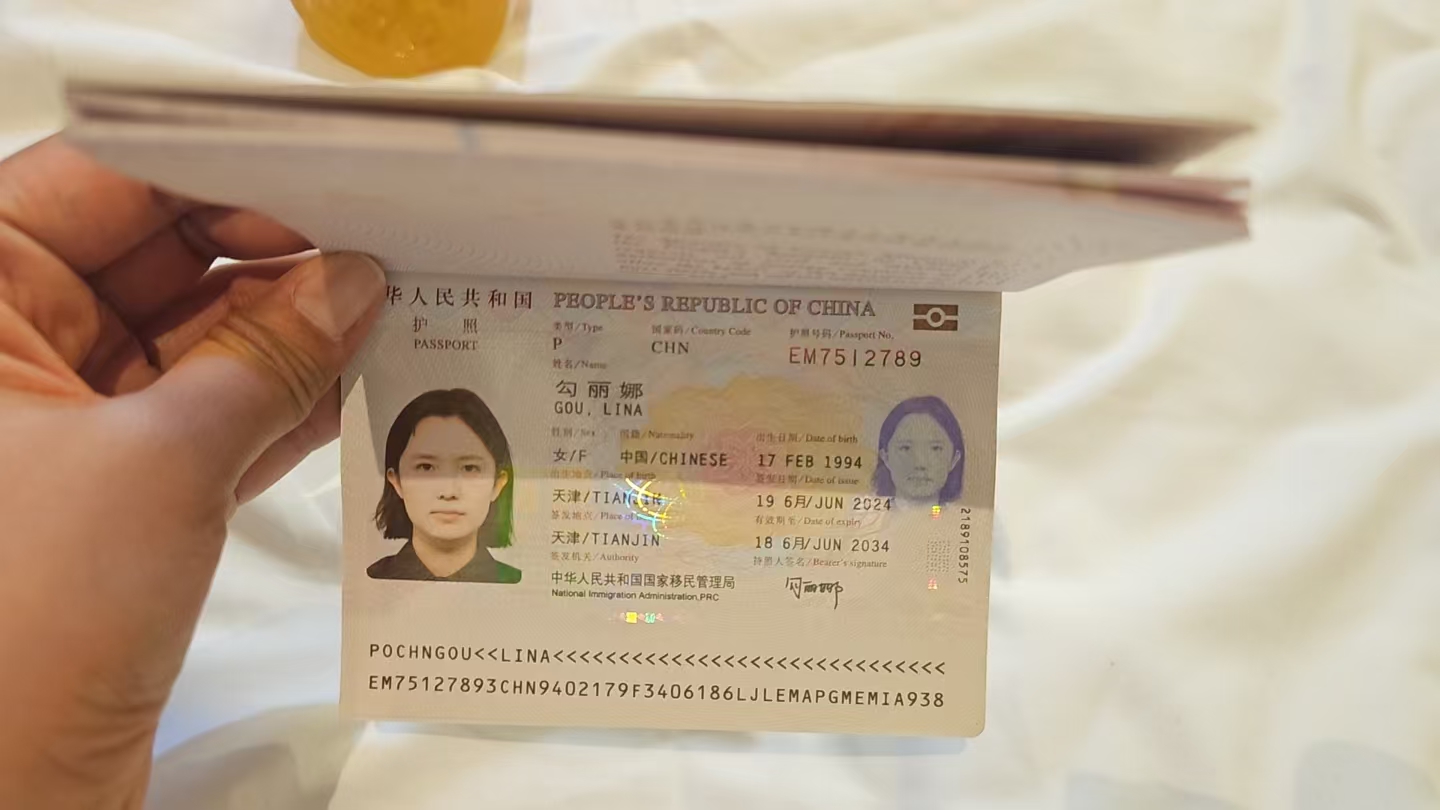 华人民共和国 PEOPLE'S REPUBLIC OF CHINA
护 照
PASSPORT
类型/Type 国家码/Country Code 护照号码/Passport No.
P CHN EM7512789
姓名/Name
勾丽娜
GOU, LINA
性别/Sex 国籍/Nationality 出生日期/Date of birth
女/F 中国/CHINESE 17 FEB 1994
出生地点/Place of birth 签发日期/Date of issue
天津/TIANJIN 19 6月/JUN 2024
签发地点/Place of 有效期至/Date of expiry
天津/TIANJIN 18 6月/JUN 2034
签发机关/Authority 持照人签名/Bearer's signature
中华人民共和国国家移民管理局 勾丽娜
National Immigration Administration,PRC
2189108575
POCHNGOU<<LINA<<<<<<<<<<<<<<<<<<<<<<<<<<<<<<
EM75127893CHN9402179F3406186LJLEMAPGMEMIA938